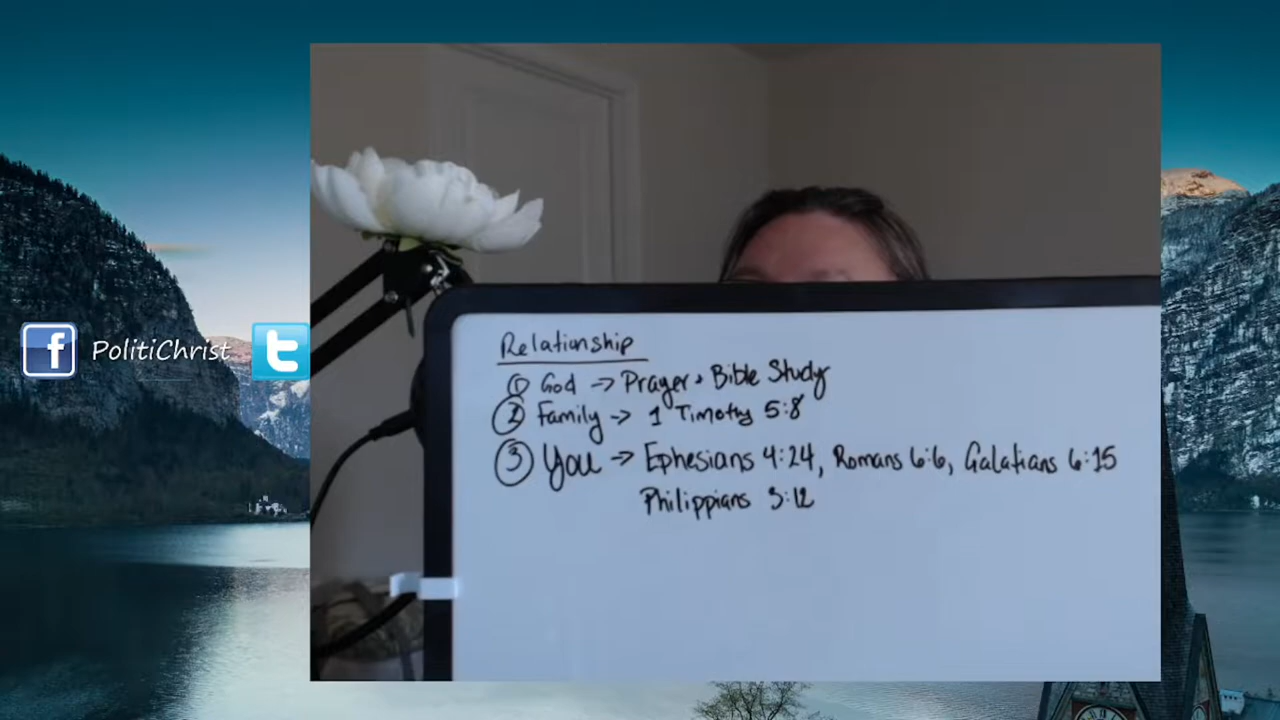 Relationship
① God → Prayer + Bible Study
② Family → 1 Timothy 5:8
③ You → Ephesians 4:24, Romans 6:6, Galatians 6:15
Philippians 3:12
f PolitiChrist t